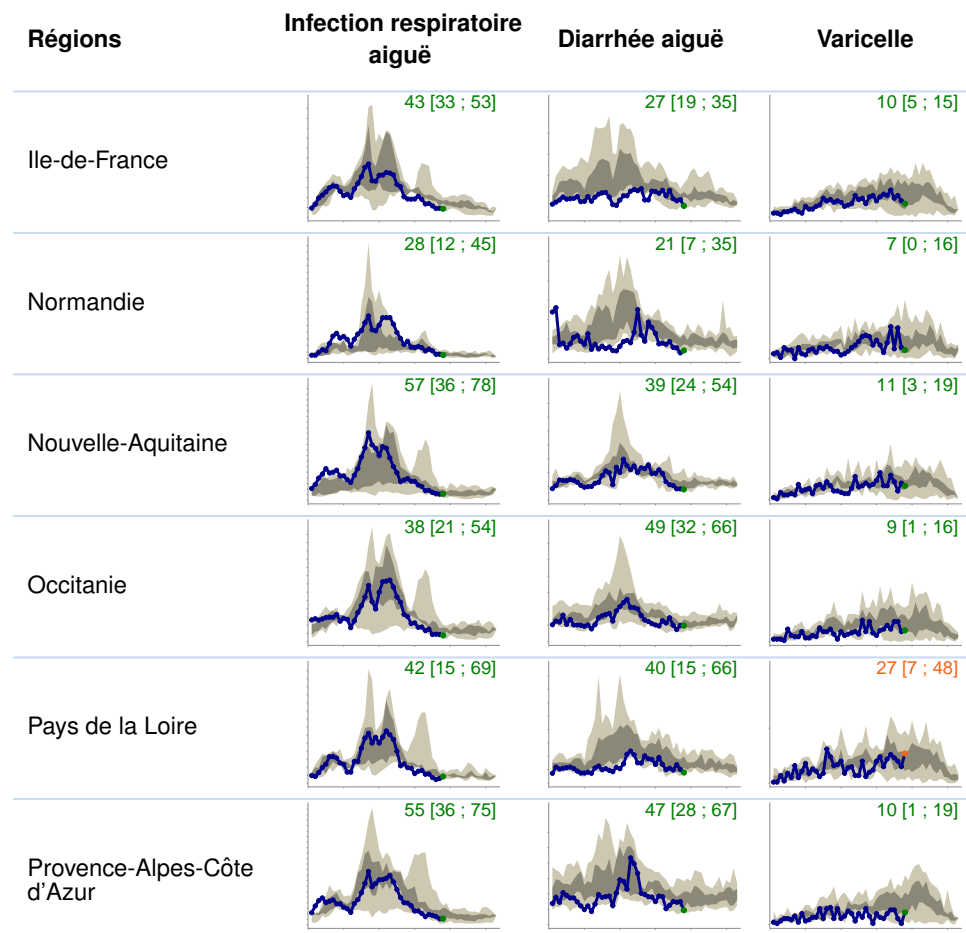 Régions
Infection respiratoire
aiguë
Diarrhée aiguë
Varicelle
Ile-de-France
43 [33 ; 53]
27 [19 ; 35]
10 [5 ; 15]
Normandie
28 [12 ; 45]
21 [7 ; 35]
7 [0 ; 16]
Nouvelle-Aquitaine
57 [36 ; 78]
39 [24 ; 54]
11 [3 ; 19]
Occitanie
38 [21 ; 54]
49 [32 ; 66]
9 [1 ; 16]
Pays de la Loire
42 [15 ; 69]
40 [15 ; 66]
27 [7 ; 48]
Provence-Alpes-Côte
d'Azur
55 [36 ; 75]
47 [28 ; 67]
10 [1 ; 19]